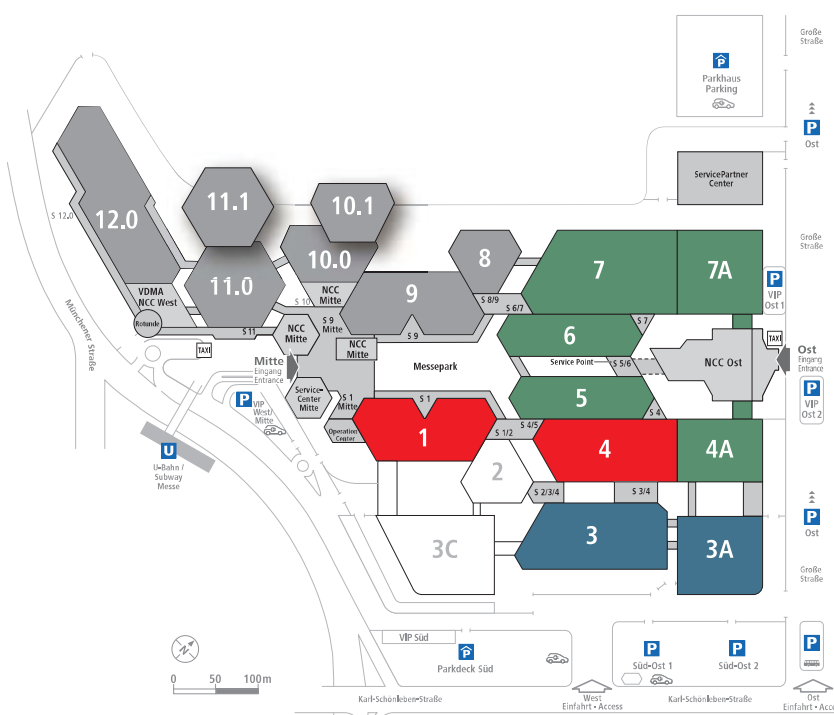 Große
Straße
P
Parkhaus
Parking
P
Ost
ServicePartner
Center
11.1
10.1
12.0
S 12.0
Große
Straße
10.0
8
7
7A
11.0
VDMA
NCC West
NCC
Mitte
9
S 8/9
S 6/7
P
VIP
Ost 1
S 10
Rotunde
S 11
NCC
Mitte
S 9
Mitte
S 9
6
S 7
TAXI
TAXI
NCC
Mitte
Mitte
Eingang
Entrance
Messepark
Service Point
S 5/6
NCC Ost
Ost
Eingang
Entrance
Münchener Straße
Service-
Center
Mitte
S 1
Mitte
S 1
5
S 4
P
VIP
Ost 2
P
VIP
West/
Mitte
Operation
Center
1
S 4/5
S 1/2
4
4A
U
U-Bahn /
Subway
Messe
2
S 2/3/4
S 3/4
P
Ost
3C
3
3A
Große
Straße
VIP Süd
P
Parkdeck Süd
P
Süd-Ost 1
P
Süd-Ost 2
P
N
0 50 100 m
Karl-Schönleben-Straße
West
Einfahrt • Access
Karl-Schönleben-Straße
Ost
Einfahrt • Acc